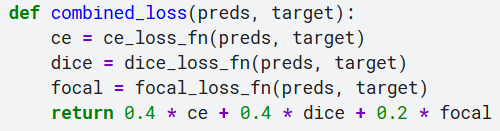 def combined_loss(preds, target):
    ce = ce_loss_fn(preds, target)
    dice = dice_loss_fn(preds, target)
    focal = focal_loss_fn(preds, target)
    return 0.4 * ce + 0.4 * dice + 0.2 * focal